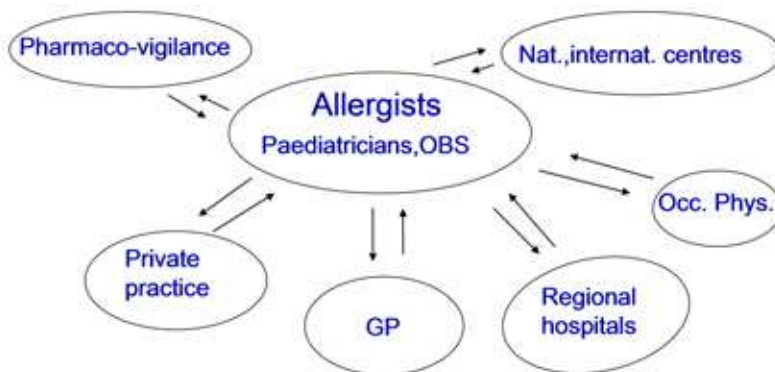 Pharmaco-vigilance
Nat.,internat. centres
Allergists
Paediatricians,OBS
Occ. Phys.
Private
practice
GP
Regional
hospitals